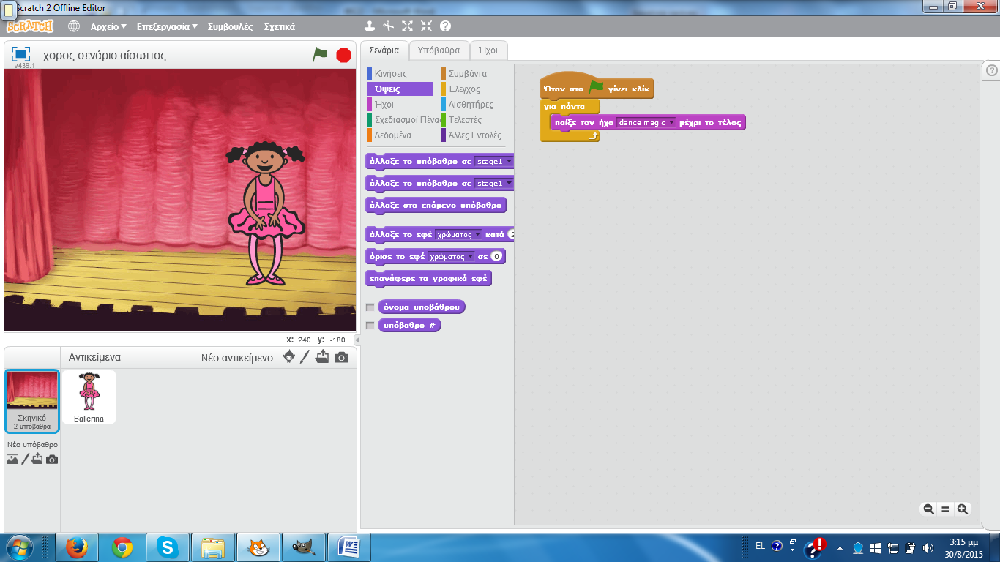 Scratch 2 Offline Editor
SCRATCH Αρχείο Επεξεργασία Συμβουλές Σχετικά
χορος σενάριο αίσωπος
v439.1
Σενάρια Υπόβαθρα Ήχοι
Κινήσεις Συμβάντα
Όψεις Έλεγχος
Ήχοι Αισθητήρες
Σχεδιασμοί Πένας Τελεστές
Δεδομένα Άλλες Εντολές
άλλαξε το υπόβαθρο σε stage1
άλλαξε το υπόβαθρο σε stage1
άλλαξε στο επόμενο υπόβαθρο
άλλαξε το εφέ χρώματος κατά 2
όρισε το εφέ χρώματος σε 0
επανάφερε τα γραφικά εφέ
όνομα υποβάθρου
υπόβαθρο #
Όταν στο γίνει κλίκ
για πάντα
παίξε τον ήχο dance magic μέχρι το τέλος
x: 240 y: -180
Αντικείμενα Νέο αντικείμενο:
Σκηνικό
2 υπόβαθρα
Ballerina
Νέο υπόβαθρο:
EL
3:15 μμ
30/8/2015